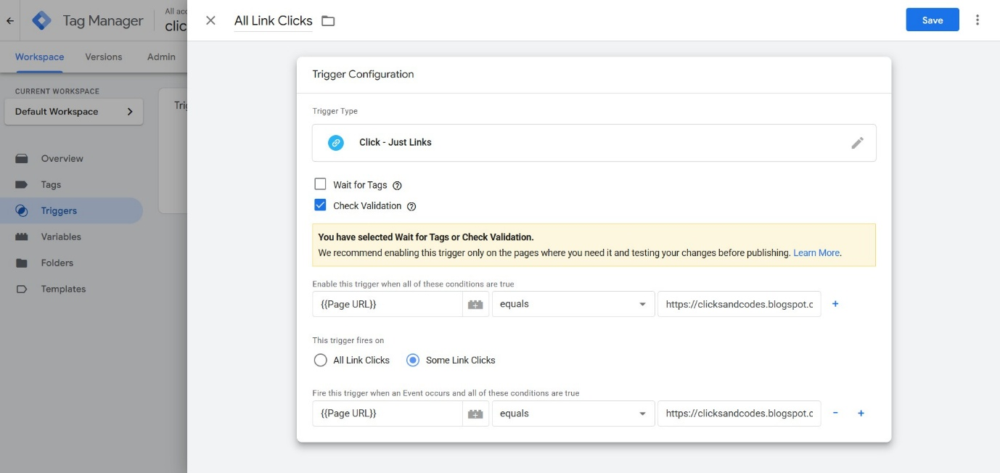 All acc
Tag Manager
clic
All Link Clicks
Save
Workspace
Versions
Admin
Trigger Configuration
CURRENT WORKSPACE
Default Workspace
Trig
Trigger Type
Click - Just Links
Overview
Tags
Triggers
Variables
Folders
Templates
Wait for Tags
Check Validation
You have selected Wait for Tags or Check Validation.
We recommend enabling this trigger only on the pages where you need it and testing your changes before publishing. Learn More.
Enable this trigger when all of these conditions are true
{{Page URL}} equals https://clicksandcodes.blogspot.c +
This trigger fires on
All Link Clicks Some Link Clicks
Fire this trigger when an Event occurs and all of these conditions are true
{{Page URL}} equals https://clicksandcodes.blogspot.c - +